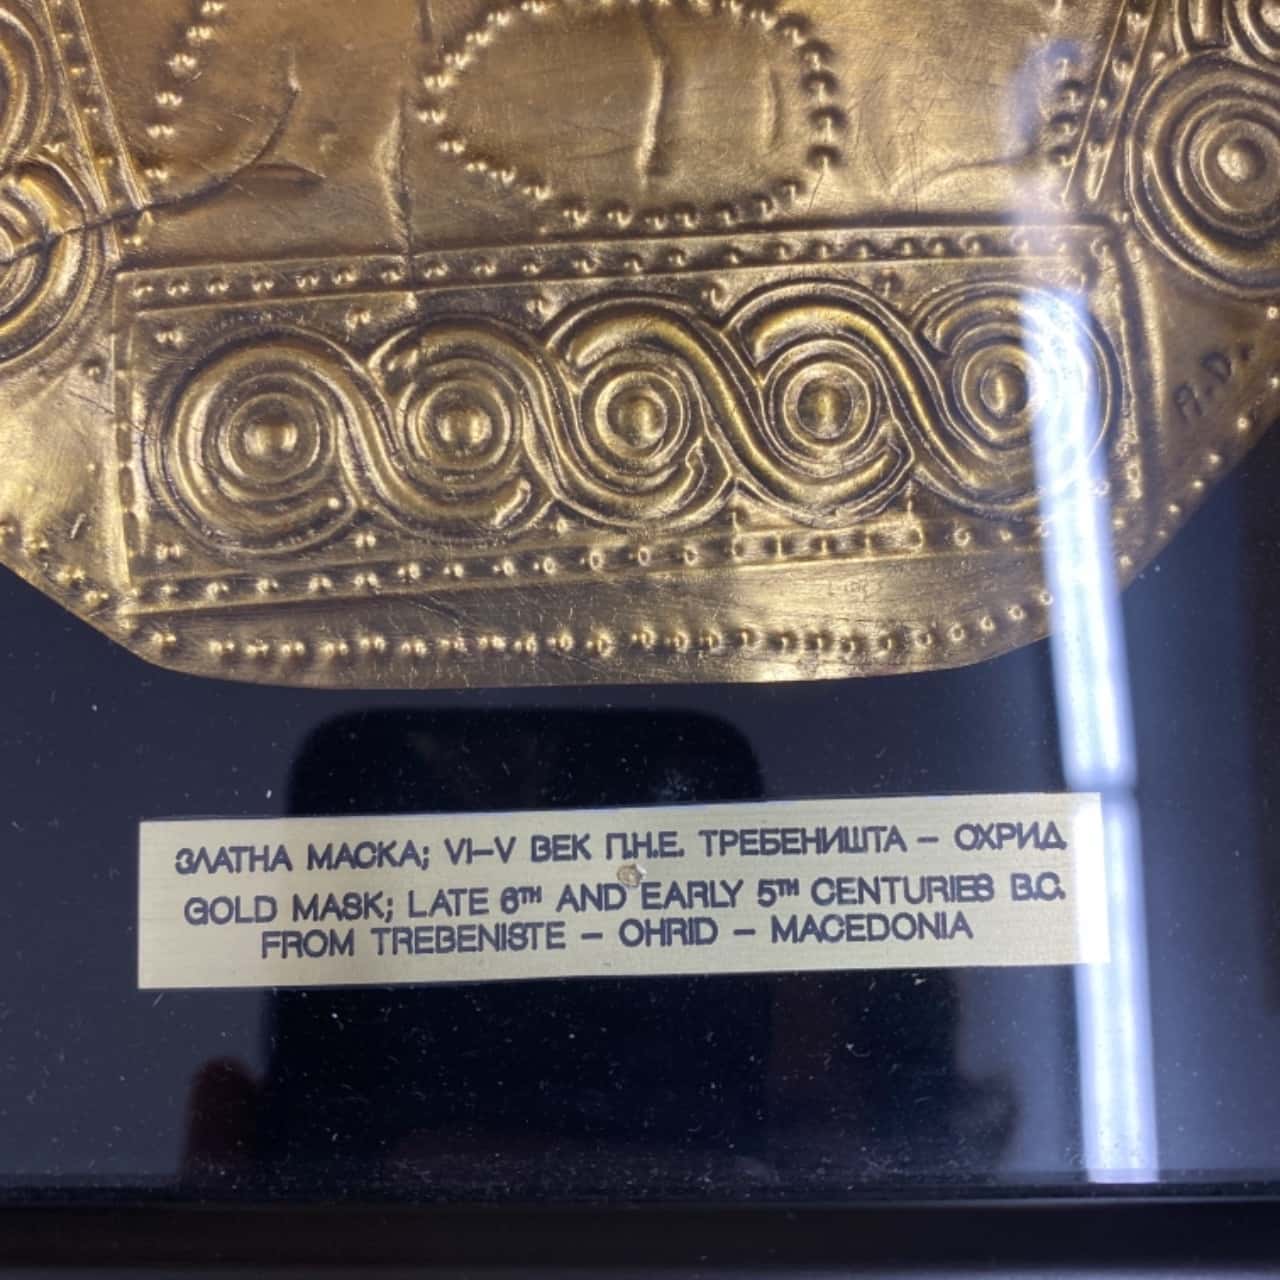 A.D.
ЗЛАТНА МАСКА; VI–V ВЕК П.Н.Е. ТРЕБЕНИШТА – ОХРИД
GOLD MASK; LATE 6TH AND EARLY 5TH CENTURIES B.C.
FROM TREBENISTE – OHRID – MACEDONIA